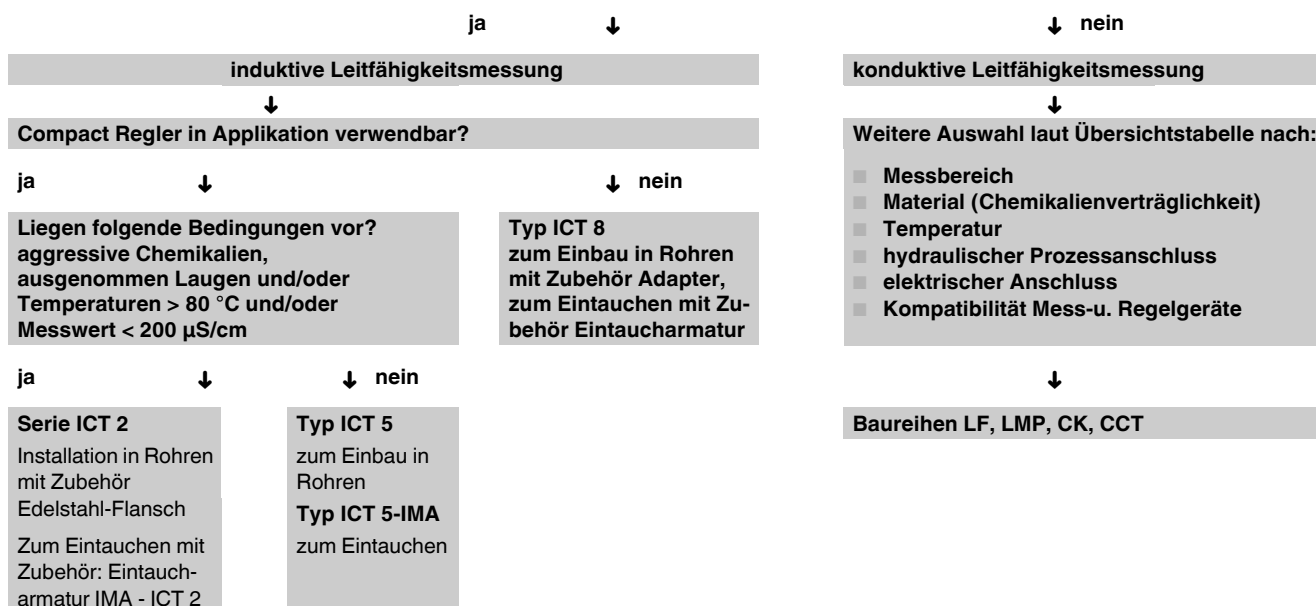 ja ↓
↓ nein
induktive Leitfähigkeitsmessung
konduktive Leitfähigkeitsmessung
↓
↓
Compact Regler in Applikation verwendbar?
Weitere Auswahl laut Übersichtstabelle nach:
■ Messbereich
■ Material (Chemikalienverträglichkeit)
■ Temperatur
■ hydraulischer Prozessanschluss
■ elektrischer Anschluss
■ Kompatibilität Mess-u. Regelgeräte
ja ↓
↓ nein
Liegen folgende Bedingungen vor?
aggressive Chemikalien,
ausgenommen Laugen und/oder
Temperaturen > 80 °C und/oder
Messwert < 200 µS/cm
Typ ICT 8
zum Einbau in Rohren
mit Zubehör Adapter,
zum Eintauchen mit Zu-
behör Eintaucharmatur
ja ↓
↓ nein
↓
Serie ICT 2
Installation in Rohren
mit Zubehör
Edelstahl-Flansch
Zum Eintauchen mit
Zubehör: Eintauch-
armatur IMA - ICT 2
Typ ICT 5
zum Einbau in
Rohren
Typ ICT 5-IMA
zum Eintauchen
Baureihen LF, LMP, CK, CCT